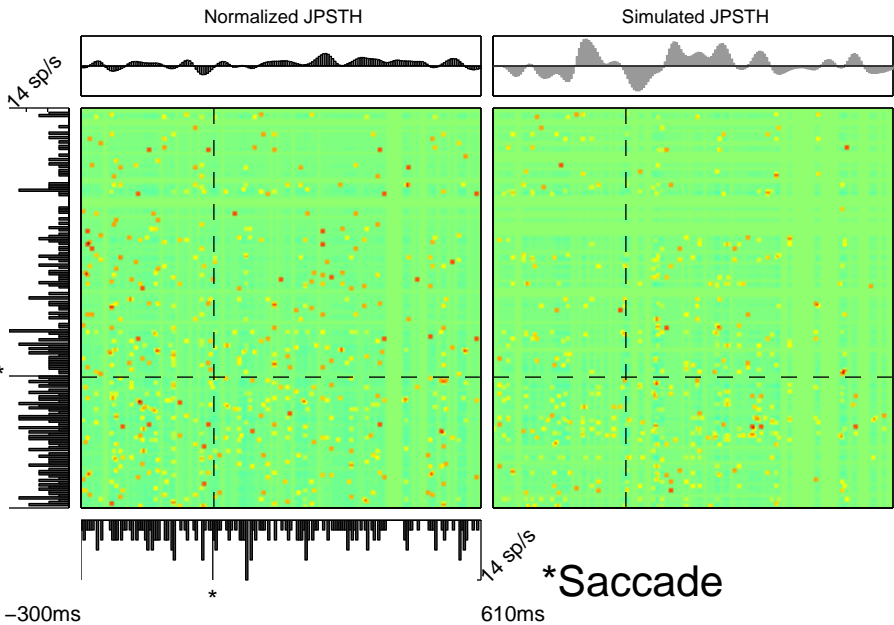 Normalized JPSTH
Simulated JPSTH
14 sp/s
*
14 sp/s
*
*Saccade
−300ms
610ms